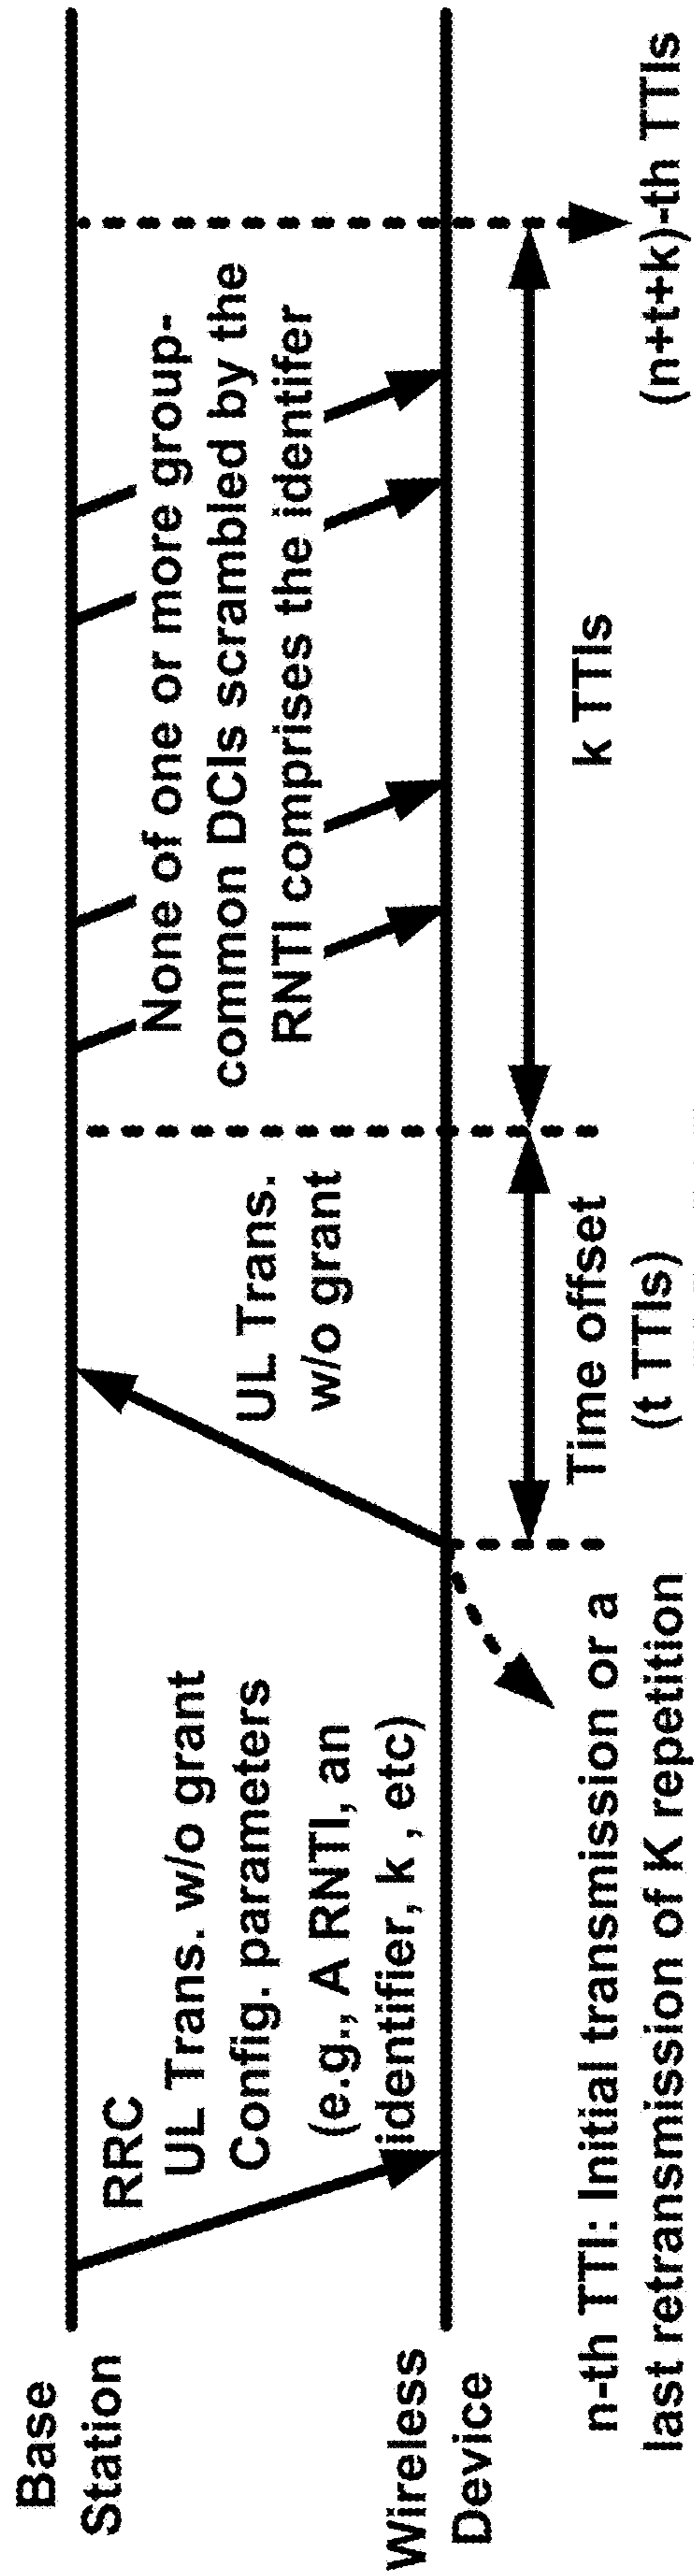 Base
Station
RRC
UL Trans. w/o grant
Config. parameters
(e.g., A RNTI, an
identifier, k , etc)
UL Trans.
w/o grant
None of one or more group-
common DCIs scrambled by the
RNTI comprises the identifer
Wireless
Device
n-th TTI: Initial transmission or a
last retransmission of K repetition
Time offset
(t TTIs)
k TTIs
(n+t+k)-th TTIs